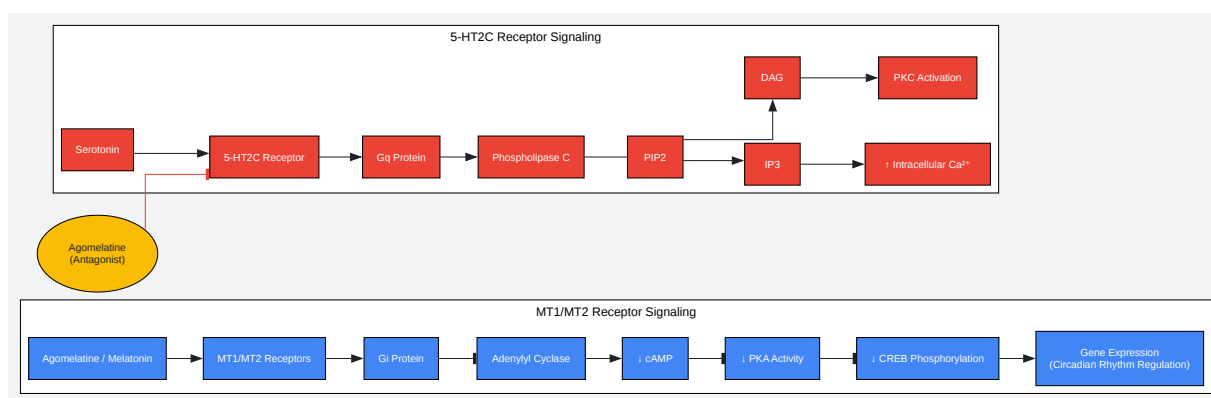 5-HT2C Receptor Signaling
DAG
PKC Activation
Serotonin
5-HT2C Receptor
Gq Protein
Phospholipase C
PIP2
IP3
↑ Intracellular Ca²⁺
Agomelatine
(Antagonist)
MT1/MT2 Receptor Signaling
Agomelatine / Melatonin
MT1/MT2 Receptors
Gi Protein
Adenylyl Cyclase
↓ cAMP
↓ PKA Activity
↓ CREB Phosphorylation
Gene Expression
(Circadian Rhythm Regulation)